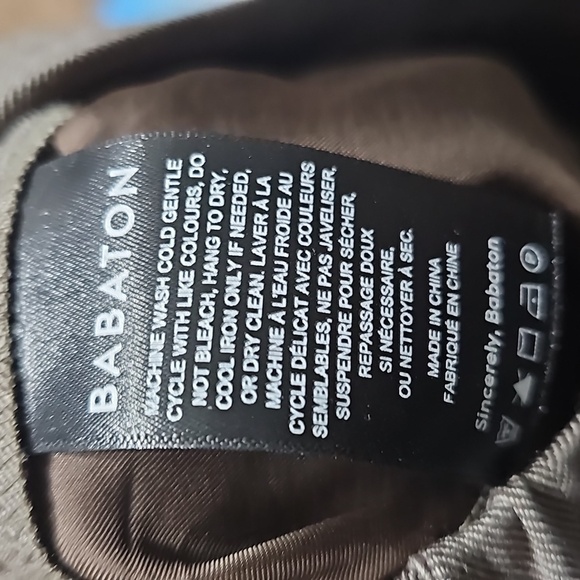 BABATON
MACHINE WASH COLD GENTLE
CYCLE WITH LIKE COLOURS, DO
NOT BLEACH, HANG TO DRY,
COOL IRON ONLY IF NEEDED,
OR DRY CLEAN. LAVER À LA
MACHINE À L'EAU FROIDE AU
CYCLE DÉLICAT AVEC COULEURS
SEMBLABLES, NE PAS JAVELISER,
SUSPENDRE POUR SÉCHER.
REPASSAGE DOUX
SI NÉCESSAIRE,
OU NETTOYER À SEC.
MADE IN CHINA
FABRIQUÉ EN CHINE
Sincerely, Babaton